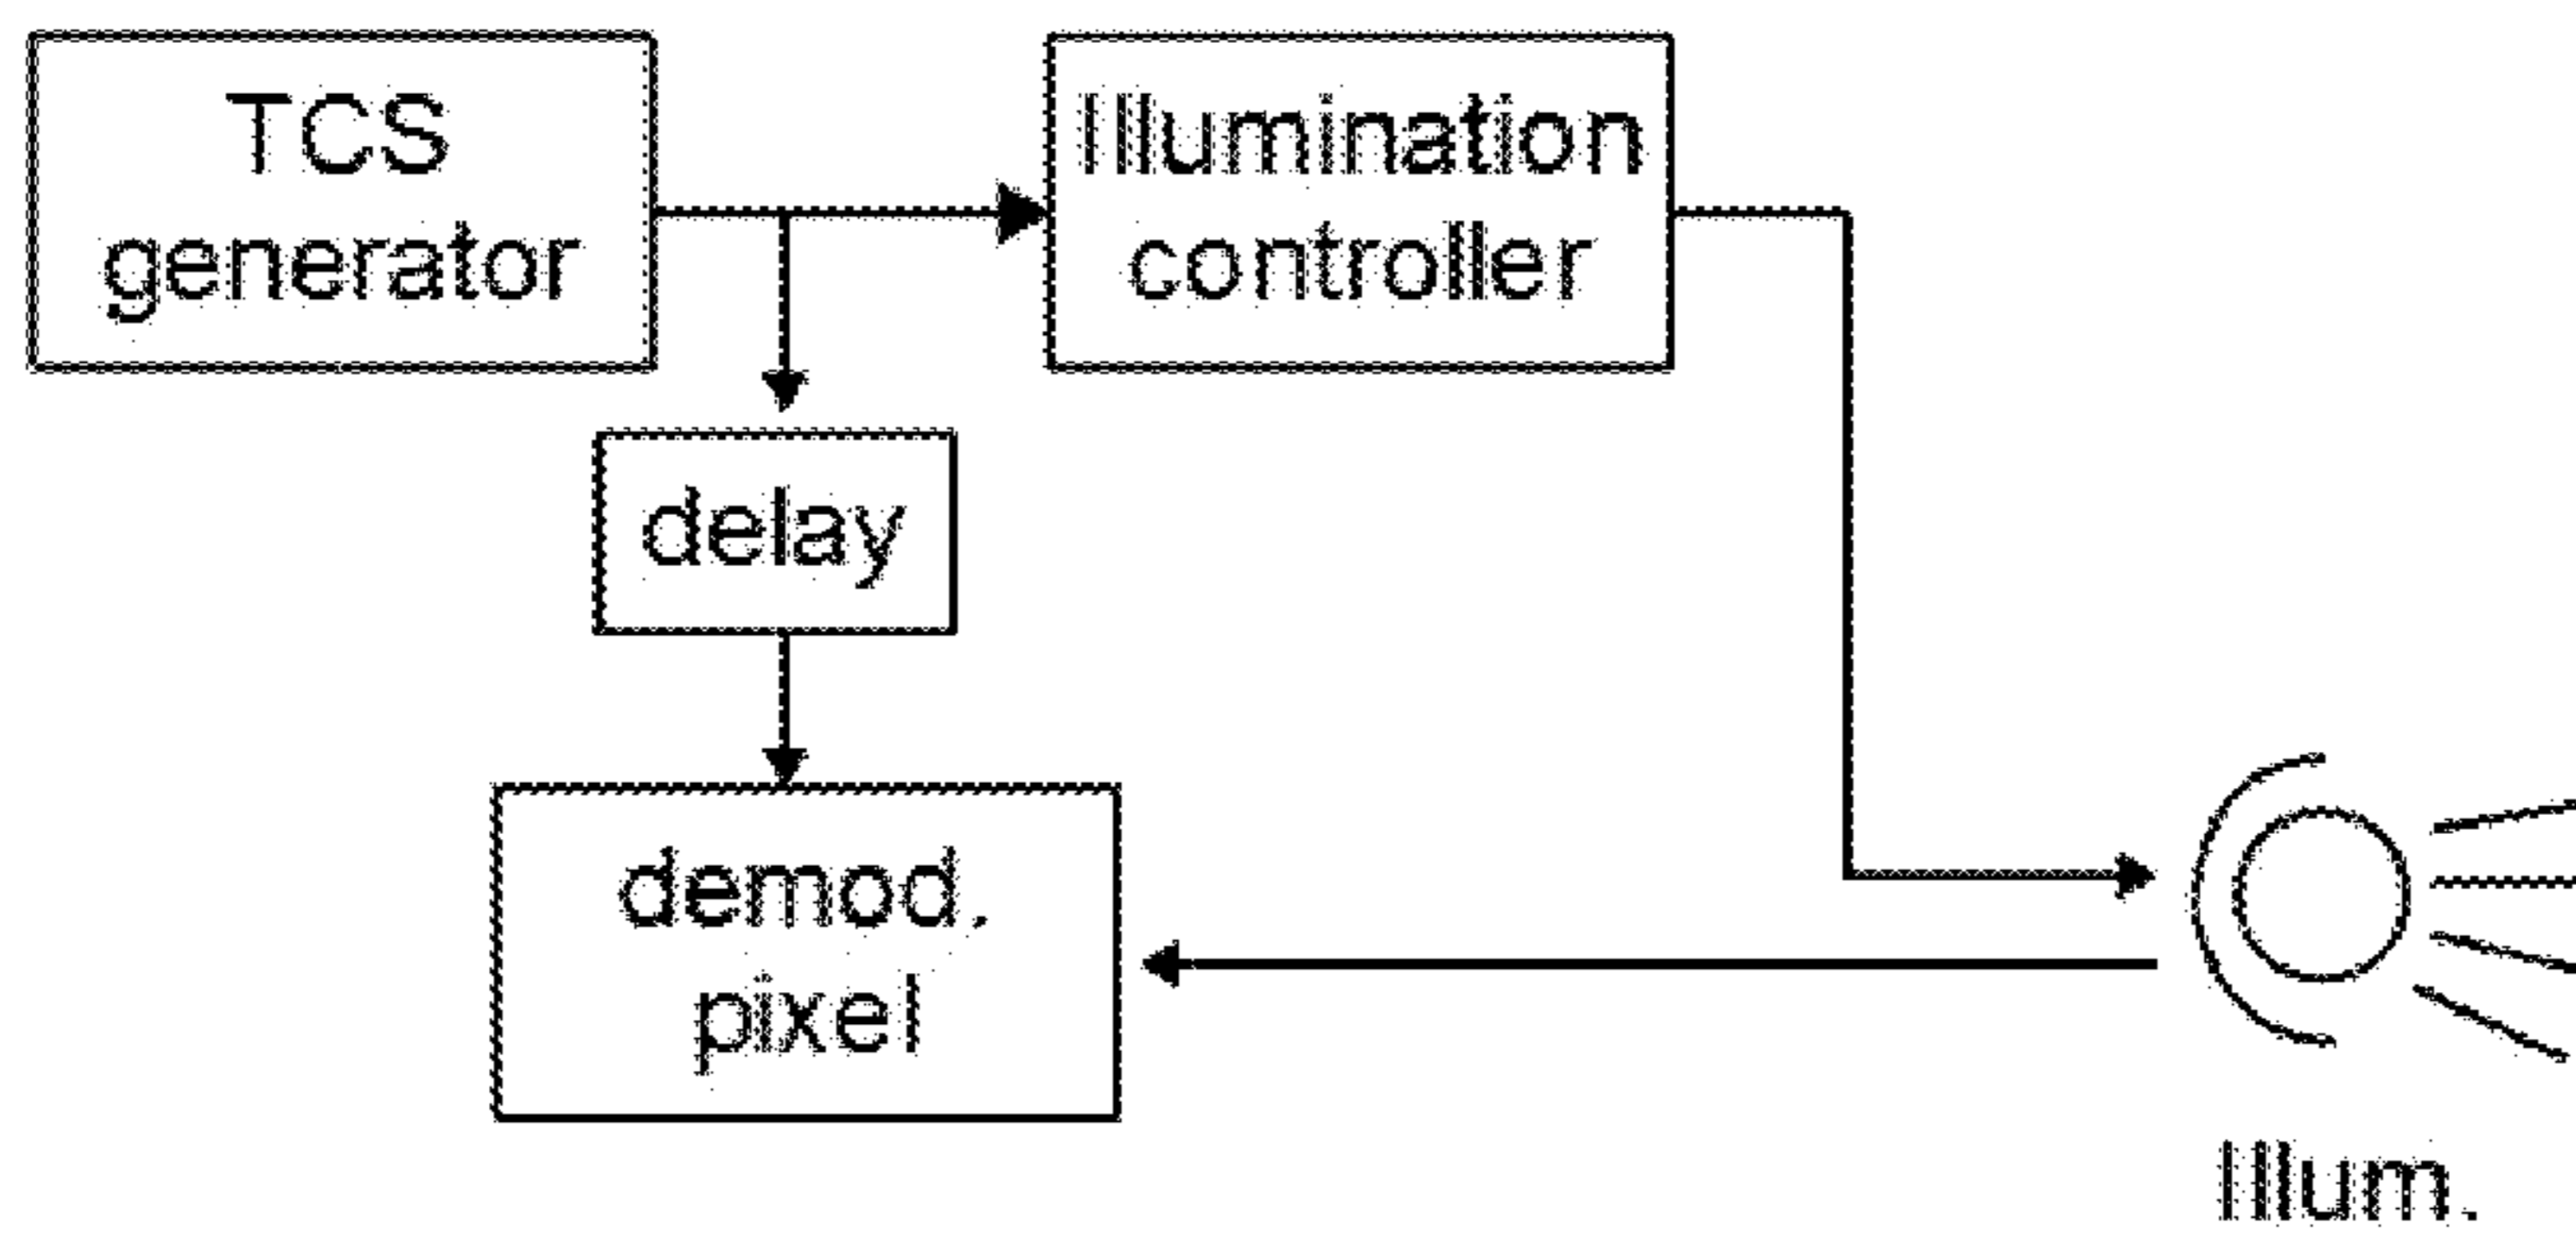 TCS
generator
Illumination
controller
delay
demod.
pixel
Illum.